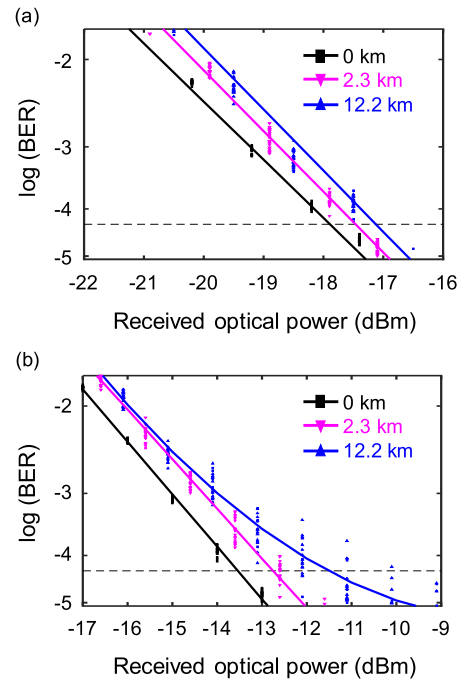 (a)
-2
-3
-4
-5
log (BER)
0 km
2.3 km
12.2 km
-22 -21 -20 -19 -18 -17 -16
Received optical power (dBm)
(b)
-2
-3
-4
-5
log (BER)
0 km
2.3 km
12.2 km
-17 -16 -15 -14 -13 -12 -11 -10 -9
Received optical power (dBm)